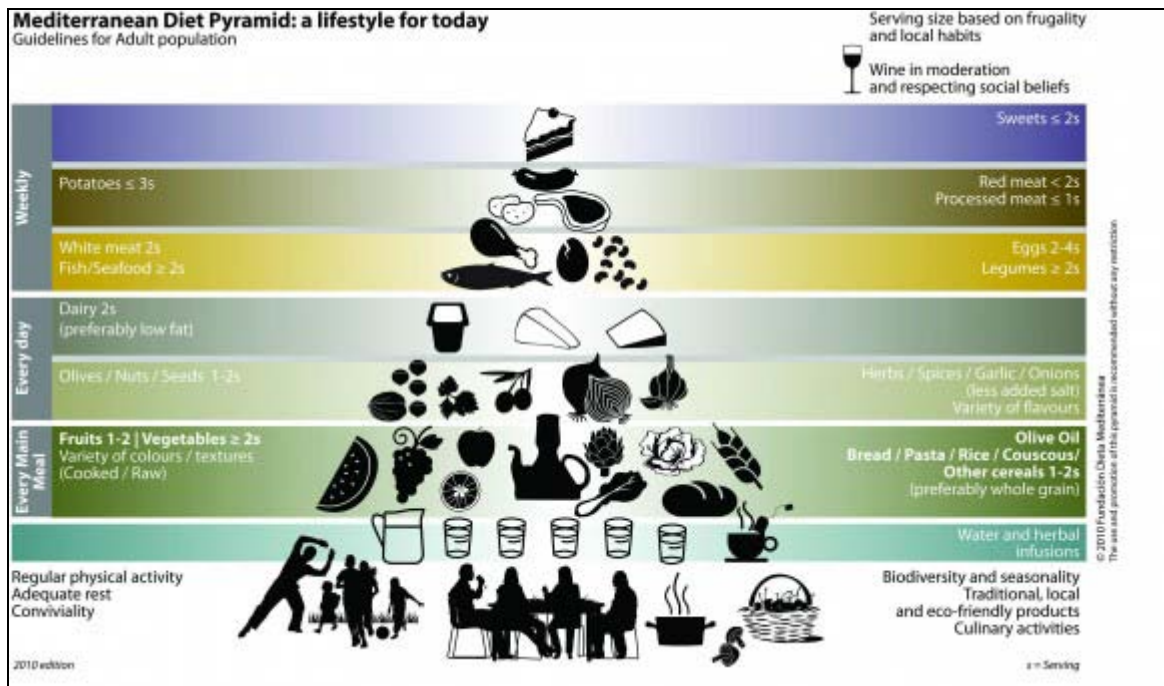 Mediterranean Diet Pyramid: a lifestyle for today
Guidelines for Adult population
Serving size based on frugality
and local habits
Wine in moderation
and respecting social beliefs
Weekly
Sweets ≤ 2s
Potatoes ≤ 3s
Red meat < 2s
Processed meat ≤ 1s
White meat 2s
Fish/Seafood ≥ 2s
Eggs 2-4s
Legumes ≥ 2s
Every day
Dairy 2s
(preferably low fat)
Olives / Nuts / Seeds 1-2s
Herbs / Spices / Garlic / Onions
(less added salt)
Variety of flavours
Every Main
Meal
Fruits 1-2 | Vegetables ≥ 2s
Variety of colours / textures
(Cooked / Raw)
Olive Oil
Bread / Pasta / Rice / Couscous/
Other cereals 1-2s
(preferably whole grain)
Water and herbal
infusions
Regular physical activity
Adequate rest
Conviviality
Biodiversity and seasonality
Traditional, local
and eco-friendly products
Culinary activities
2010 edition
s = Serving
© 2010 Fundación Dieta Mediterránea
The use and promotion of this pyramid is recommended without any restriction